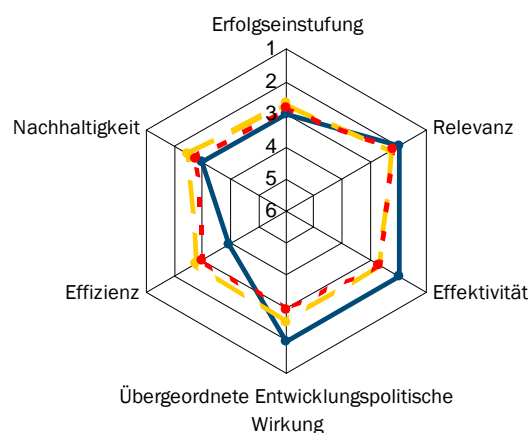 Erfolgseinstufung
1
2
Nachhaltigkeit
3
Relevanz
4
5
6
Effizienz
Effektivität
Übergeordnete Entwicklungspolitische
Wirkung